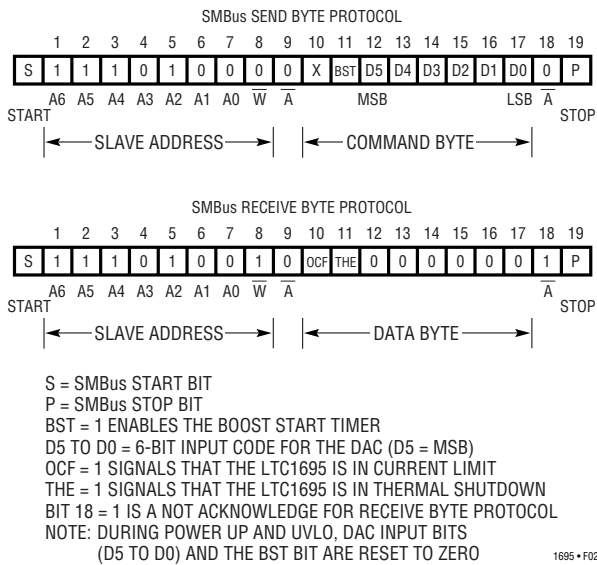 SMBus SEND BYTE PROTOCOL
1 2 3 4 5 6 7 8 9 10 11 12 13 14 15 16 17 18 19
S 1 1 1 0 1 0 0 0 0 X BST D5 D4 D3 D2 D1 D0 0 P
A6 A5 A4 A3 A2 A1 A0 W A MSB LSB A
START STOP
SLAVE ADDRESS COMMAND BYTE
SMBus RECEIVE BYTE PROTOCOL
1 2 3 4 5 6 7 8 9 10 11 12 13 14 15 16 17 18 19
S 1 1 1 0 1 0 0 1 0 OCF THE 0 0 0 0 0 0 1 P
A6 A5 A4 A3 A2 A1 A0 W A A
START STOP
SLAVE ADDRESS DATA BYTE
S = SMBus START BIT
P = SMBus STOP BIT
BST = 1 ENABLES THE BOOST START TIMER
D5 TO D0 = 6-BIT INPUT CODE FOR THE DAC (D5 = MSB)
OCF = 1 SIGNALS THAT THE LTC1695 IS IN CURRENT LIMIT
THE = 1 SIGNALS THAT THE LTC1695 IS IN THERMAL SHUTDOWN
BIT 18 = 1 IS A NOT ACKNOWLEDGE FOR RECEIVE BYTE PROTOCOL
NOTE: DURING POWER UP AND UVLO, DAC INPUT BITS
(D5 TO D0) AND THE BST BIT ARE RESET TO ZERO
1695 • F02